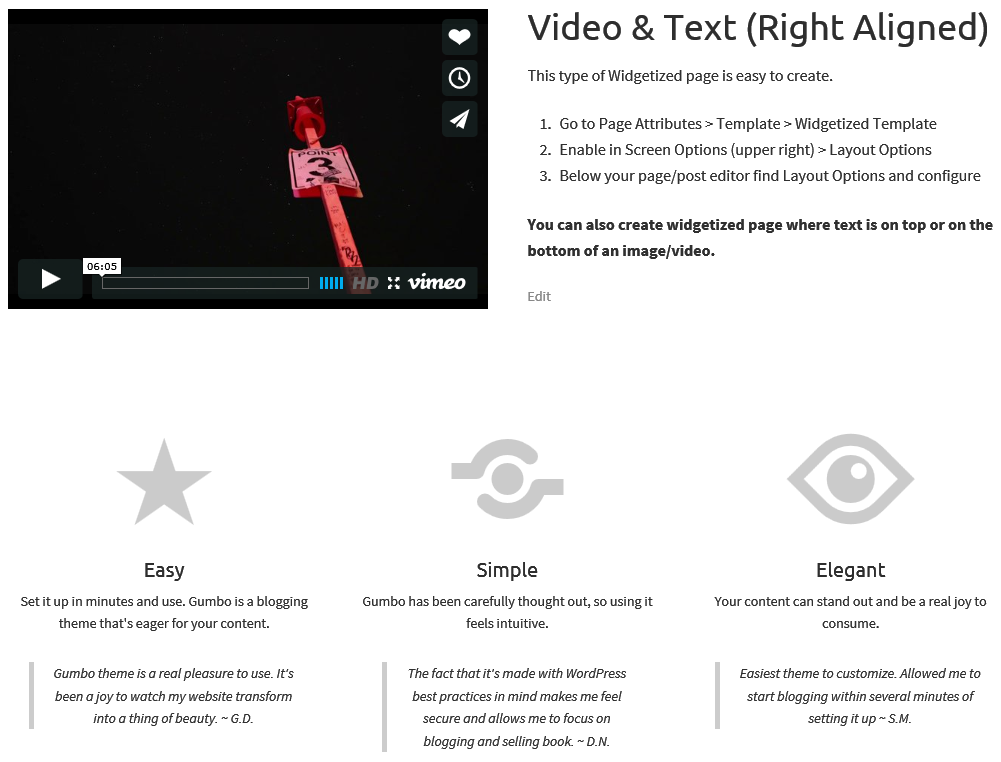 POINT
3
06:05
HD
vimeo
Video & Text (Right Aligned)
This type of Widgetized page is easy to create.
1. Go to Page Attributes > Template > Widgetized Template
2. Enable in Screen Options (upper right) > Layout Options
3. Below your page/post editor find Layout Options and configure
You can also create widgetized page where text is on top or on the
bottom of an image/video.
Edit
Easy
Set it up in minutes and use. Gumbo is a blogging
theme that's eager for your content.
Gumbo theme is a real pleasure to use. It's
been a joy to watch my website transform
into a thing of beauty. ~ G.D.
Simple
Gumbo has been carefully thought out, so using it
feels intuitive.
The fact that it's made with WordPress
best practices in mind makes me feel
secure and allows me to focus on
blogging and selling book. ~ D.N.
Elegant
Your content can stand out and be a real joy to
consume.
Easiest theme to customize. Allowed me to
start blogging within several minutes of
setting it up ~ S.M.